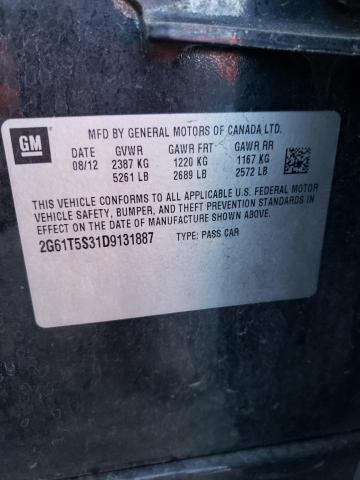 GM
MFD BY GENERAL MOTORS OF CANADA LTD.
DATE GVWR GAWR FRT GAWR RR
08/12 2387 KG 1220 KG 1167 KG
5261 LB 2689 LB 2572 LB
THIS VEHICLE CONFORMS TO ALL APPLICABLE U.S. FEDERAL MOTOR
VEHICLE SAFETY, BUMPER, AND THEFT PREVENTION STANDARDS IN
EFFECT ON THE DATE OF MANUFACTURE SHOWN ABOVE.
2G61T5S31D9131887 TYPE: PASS CAR